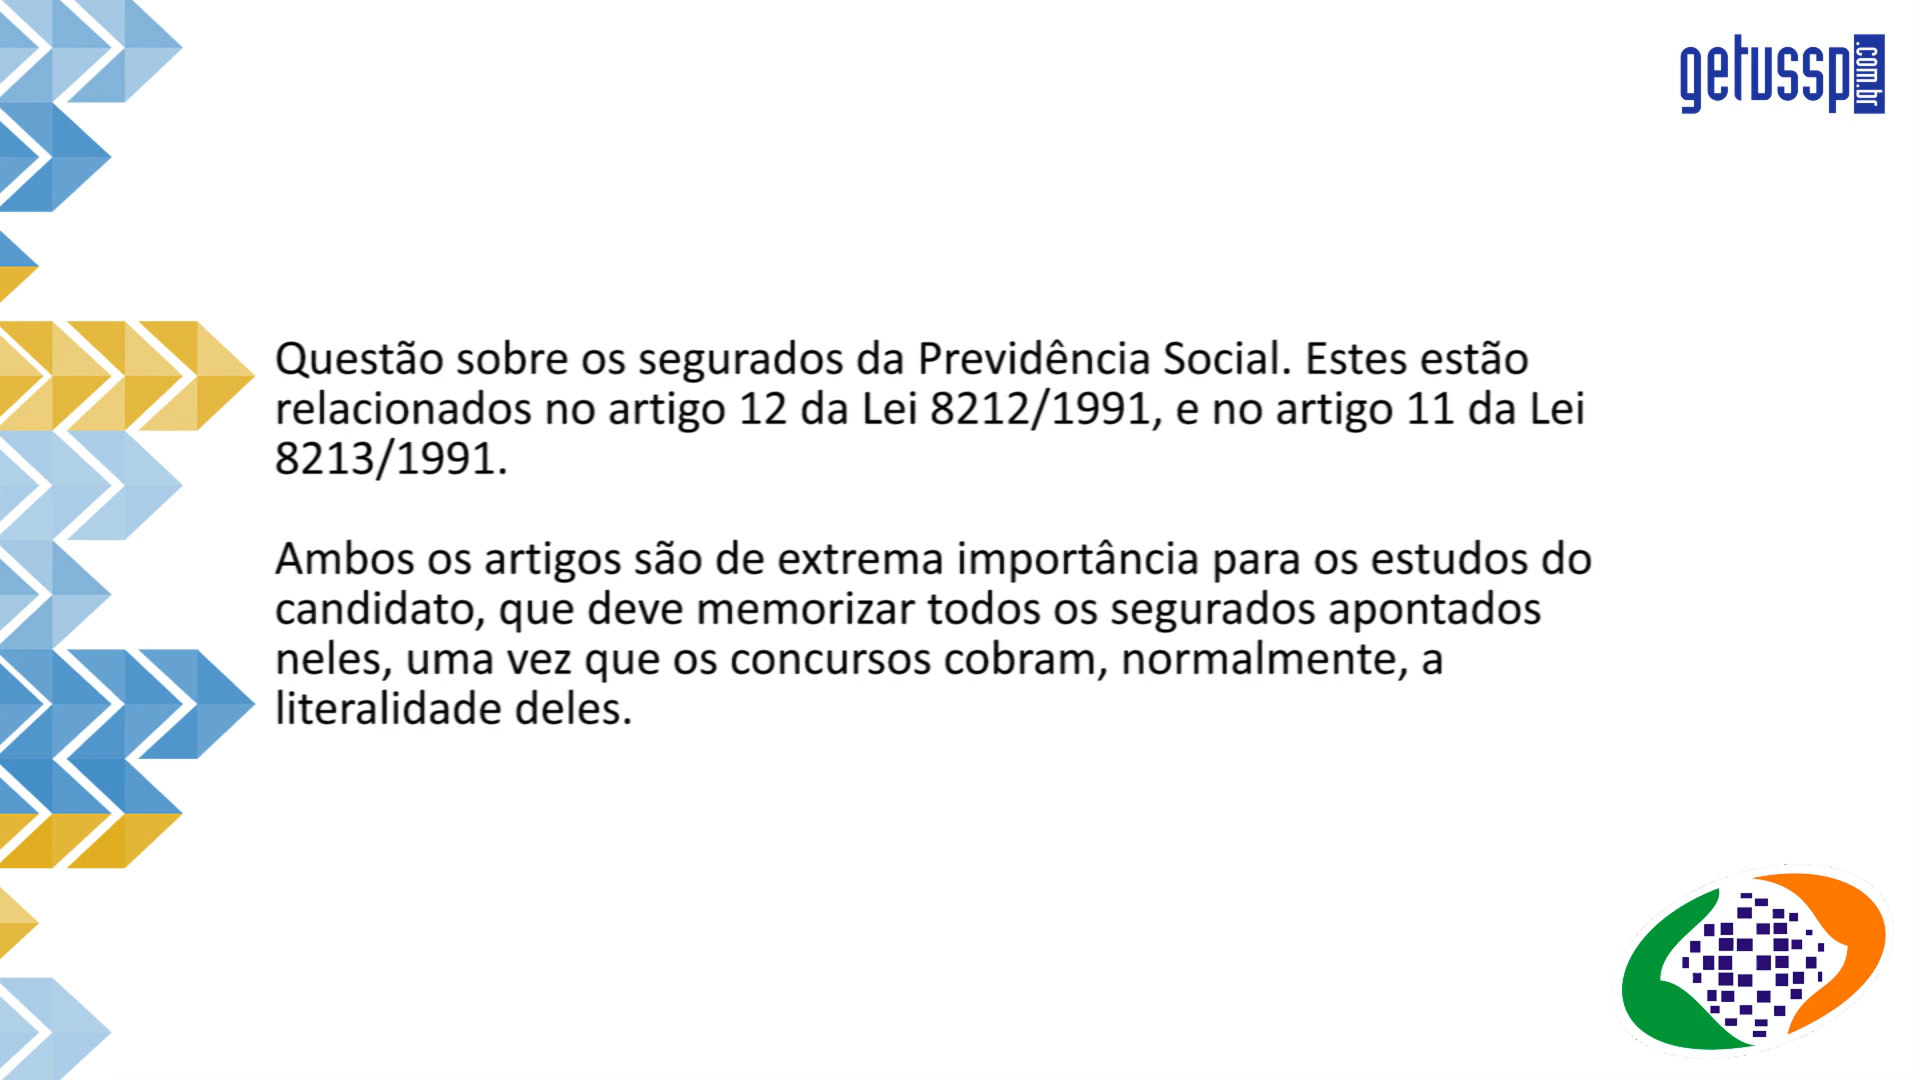 getussp.com.br
Questão sobre os segurados da Previdência Social. Estes estão
relacionados no artigo 12 da Lei 8212/1991, e no artigo 11 da Lei
8213/1991.
Ambos os artigos são de extrema importância para os estudos do
candidato, que deve memorizar todos os segurados apontados
neles, uma vez que os concursos cobram, normalmente, a
literalidade deles.